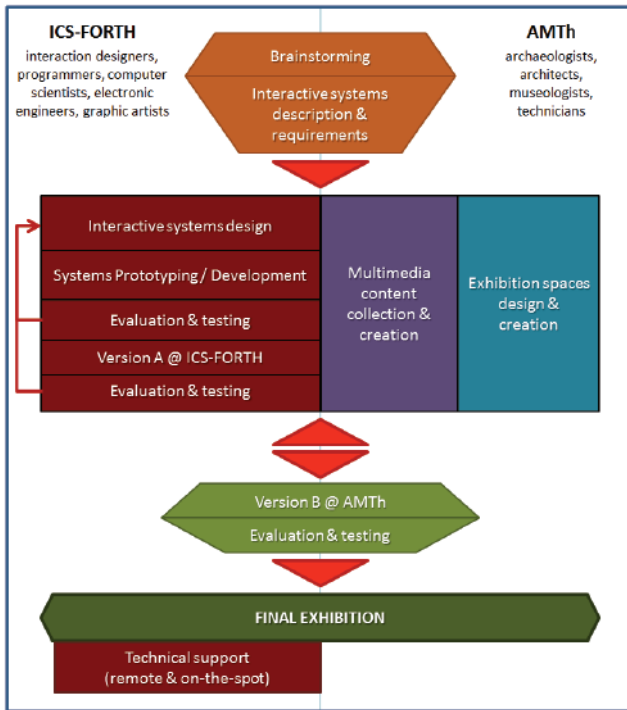 ICS-FORTH
interaction designers,
programmers, computer
scientists, electronic
engineers, graphic artists
AMTh
archaeologists,
architects,
museologists,
technicians
Brainstorming
Interactive systems
description &
requirements
Interactive systems design
Systems Prototyping / Development
Evaluation & testing
Version A @ ICS-FORTH
Evaluation & testing
Multimedia
content
collection &
creation
Exhibition spaces
design &
creation
Version B @ AMTh
Evaluation & testing
FINAL EXHIBITION
Technical support
(remote & on-the-spot)